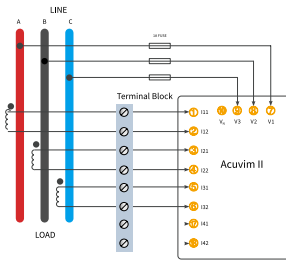 LINE
A B C
1A FUSE
Terminal Block
I11
I12
I21
I22
I31
I32
I41
I42
Vn V3 V2 V1
Acuvim II
LOAD